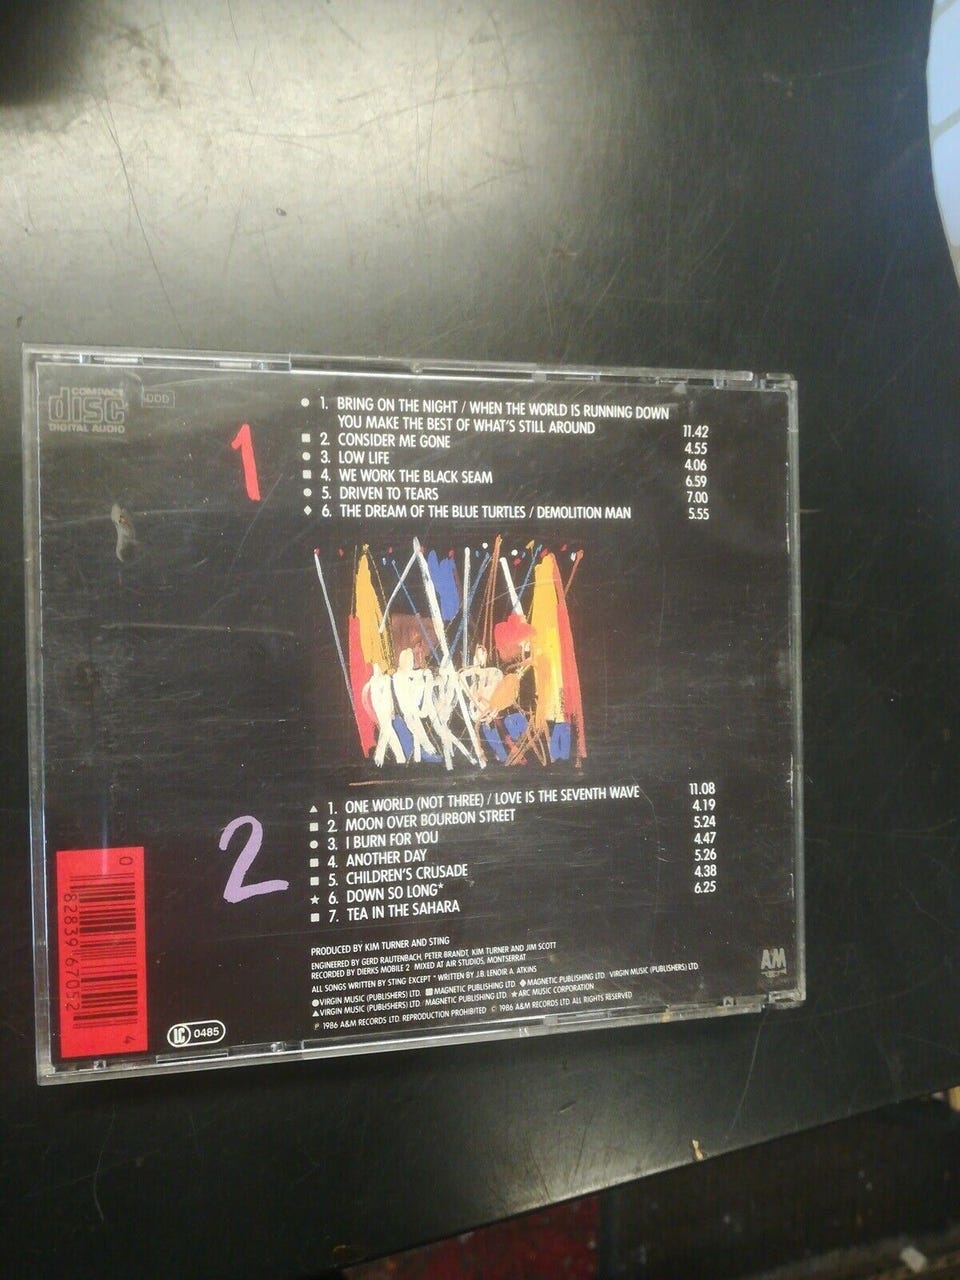 COMPACT
disc
DIGITAL AUDIO
DDD
1
● 1. BRING ON THE NIGHT / WHEN THE WORLD IS RUNNING DOWN
YOU MAKE THE BEST OF WHAT'S STILL AROUND 11.42
■ 2. CONSIDER ME GONE 4.55
● 3. LOW LIFE 4.06
■ 4. WE WORK THE BLACK SEAM 6.59
● 5. DRIVEN TO TEARS 7.00
◆ 6. THE DREAM OF THE BLUE TURTLES / DEMOLITION MAN 5.55
2
▲ 1. ONE WORLD (NOT THREE) / LOVE IS THE SEVENTH WAVE 11.08
■ 2. MOON OVER BOURBON STREET 4.19
● 3. I BURN FOR YOU 5.24
■ 4. ANOTHER DAY 4.47
■ 5. CHILDREN'S CRUSADE 5.26
★ 6. DOWN SO LONG* 4.38
■ 7. TEA IN THE SAHARA 6.25
PRODUCED BY KIM TURNER AND STING
ENGINEERED BY GERD RAUTENBACH, PETER BRANDT, KIM TURNER AND JIM SCOTT
RECORDED BY DIERKS MOBILE 2 MIXED AT AIR STUDIOS, MONTSERRAT
ALL SONGS WRITTEN BY STING EXCEPT * WRITTEN BY J.B. LENOIR A. ATKINS
● VIRGIN MUSIC (PUBLISHERS) LTD. ■ MAGNETIC PUBLISHING LTD. ◆ MAGNETIC PUBLISHING LTD. VIRGIN MUSIC (PUBLISHERS) LTD.
▲ VIRGIN MUSIC (PUBLISHERS) LTD. / MAGNETIC PUBLISHING LTD. ★ ARC MUSIC CORPORATION
℗ 1986 A&M RECORDS LTD. REPRODUCTION PROHIBITED © 1986 A&M RECORDS LTD. ALL RIGHTS RESERVED
A&M
RECORDS
0 82839 67052 4
LC 0485